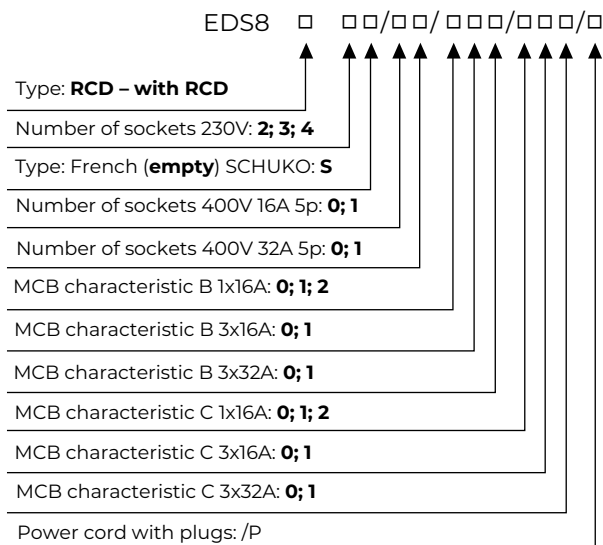 EDS8 □ □□/□□/□□□/□□□/□
Type: RCD – with RCD
Number of sockets 230V: 2; 3; 4
Type: French (empty) SCHUKO: S
Number of sockets 400V 16A 5p: 0; 1
Number of sockets 400V 32A 5p: 0; 1
MCB characteristic B 1x16A: 0; 1; 2
MCB characteristic B 3x16A: 0; 1
MCB characteristic B 3x32A: 0; 1
MCB characteristic C 1x16A: 0; 1; 2
MCB characteristic C 3x16A: 0; 1
MCB characteristic C 3x32A: 0; 1
Power cord with plugs: /P